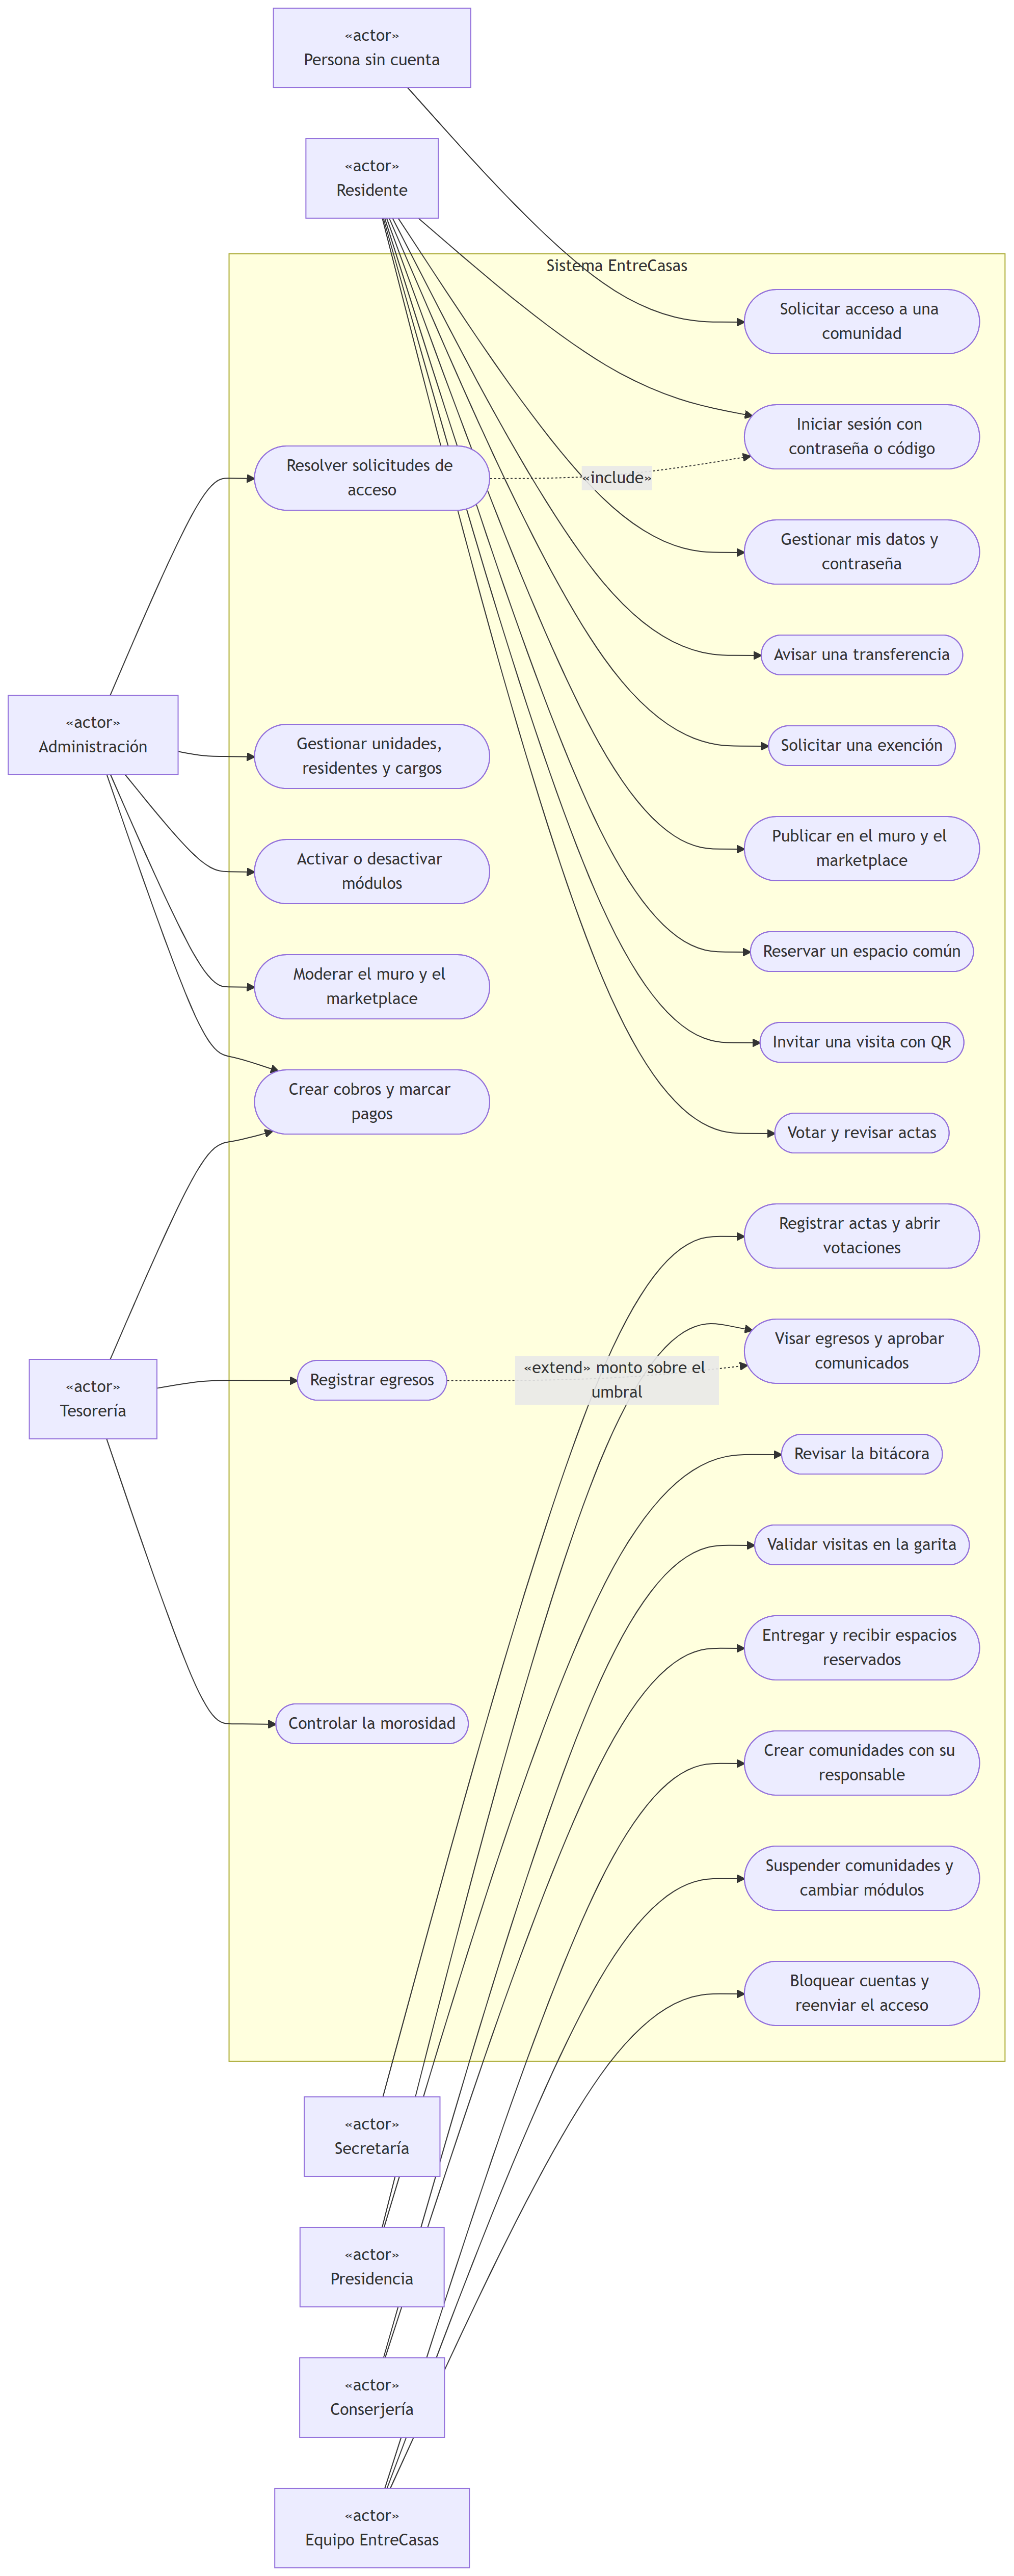 «actor»
Persona sin cuenta
«actor»
Residente
Sistema EntreCasas
Solicitar acceso a una
comunidad
Iniciar sesión con
contraseña o código
Resolver solicitudes de
acceso
«include»
Gestionar mis datos y
contraseña
Avisar una transferencia
«actor»
Administración
Gestionar unidades,
residentes y cargos
Solicitar una exención
Activar o desactivar
módulos
Publicar en el muro y el
marketplace
Moderar el muro y el
marketplace
Reservar un espacio común
Invitar una visita con QR
Crear cobros y marcar
pagos
Votar y revisar actas
Registrar actas y abrir
votaciones
«actor»
Tesorería
Registrar egresos
«extend» monto sobre el
umbral
Visar egresos y aprobar
comunicados
Revisar la bitácora
Validar visitas en la garita
Entregar y recibir espacios
reservados
Controlar la morosidad
Crear comunidades con su
responsable
Suspender comunidades y
cambiar módulos
Bloquear cuentas y
reenviar el acceso
«actor»
Secretaría
«actor»
Presidencia
«actor»
Conserjería
«actor»
Equipo EntreCasas